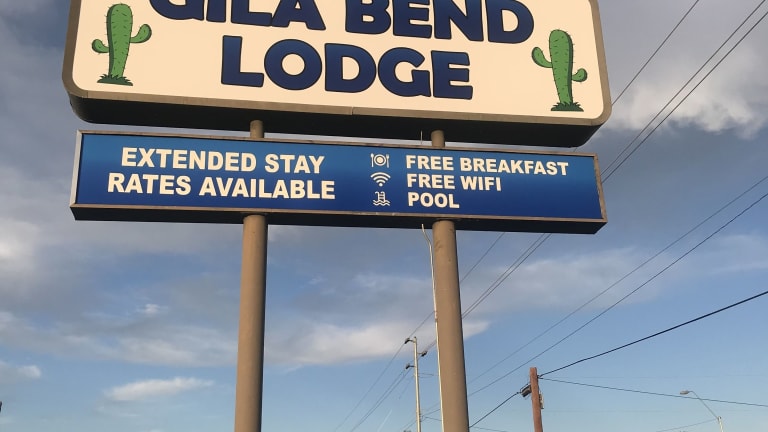 GILA BEND
LODGE
EXTENDED STAY
RATES AVAILABLE
FREE BREAKFAST
FREE WIFI
POOL